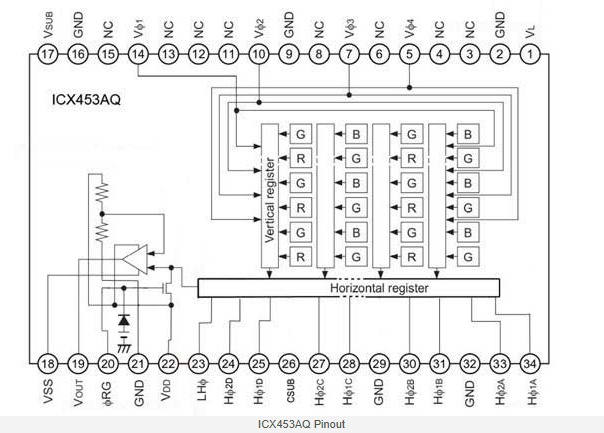 VSUB GND NC Vϕ1 NC NC NC Vϕ2 GND NC Vϕ3 NC Vϕ4 NC NC GND VL
17 16 15 14 13 12 11 10 9 8 7 6 5 4 3 2 1
ICX453AQ
Vertical register
G B G B
R G R G
G B G B
R G R G
G B G B
R G R G
Horizontal register
18 19 20 21 22 23 24 25 26 27 28 29 30 31 32 33 34
VSS VOUT ϕRG GND VDD LHϕ Hϕ2D Hϕ1D CSUB Hϕ2C Hϕ1C GND Hϕ2B Hϕ1B GND Hϕ2A Hϕ1A
ICX453AQ Pinout